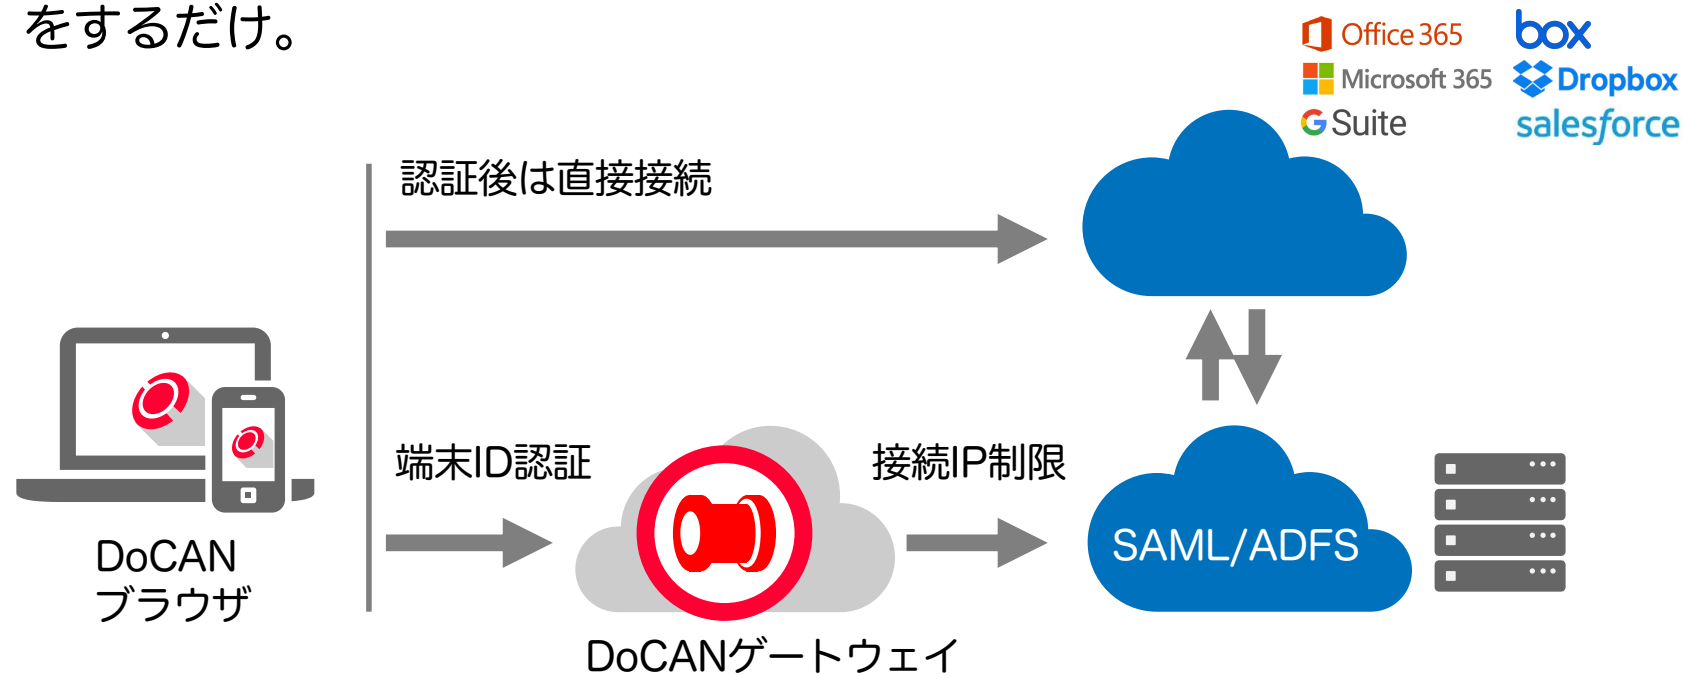 をするだけ。
Office 365
box
Microsoft 365
Dropbox
G Suite
salesforce
認証後は直接接続
端末ID認証
接続IP制限
SAML/ADFS
DoCAN
ブラウザ
DoCANゲートウェイ